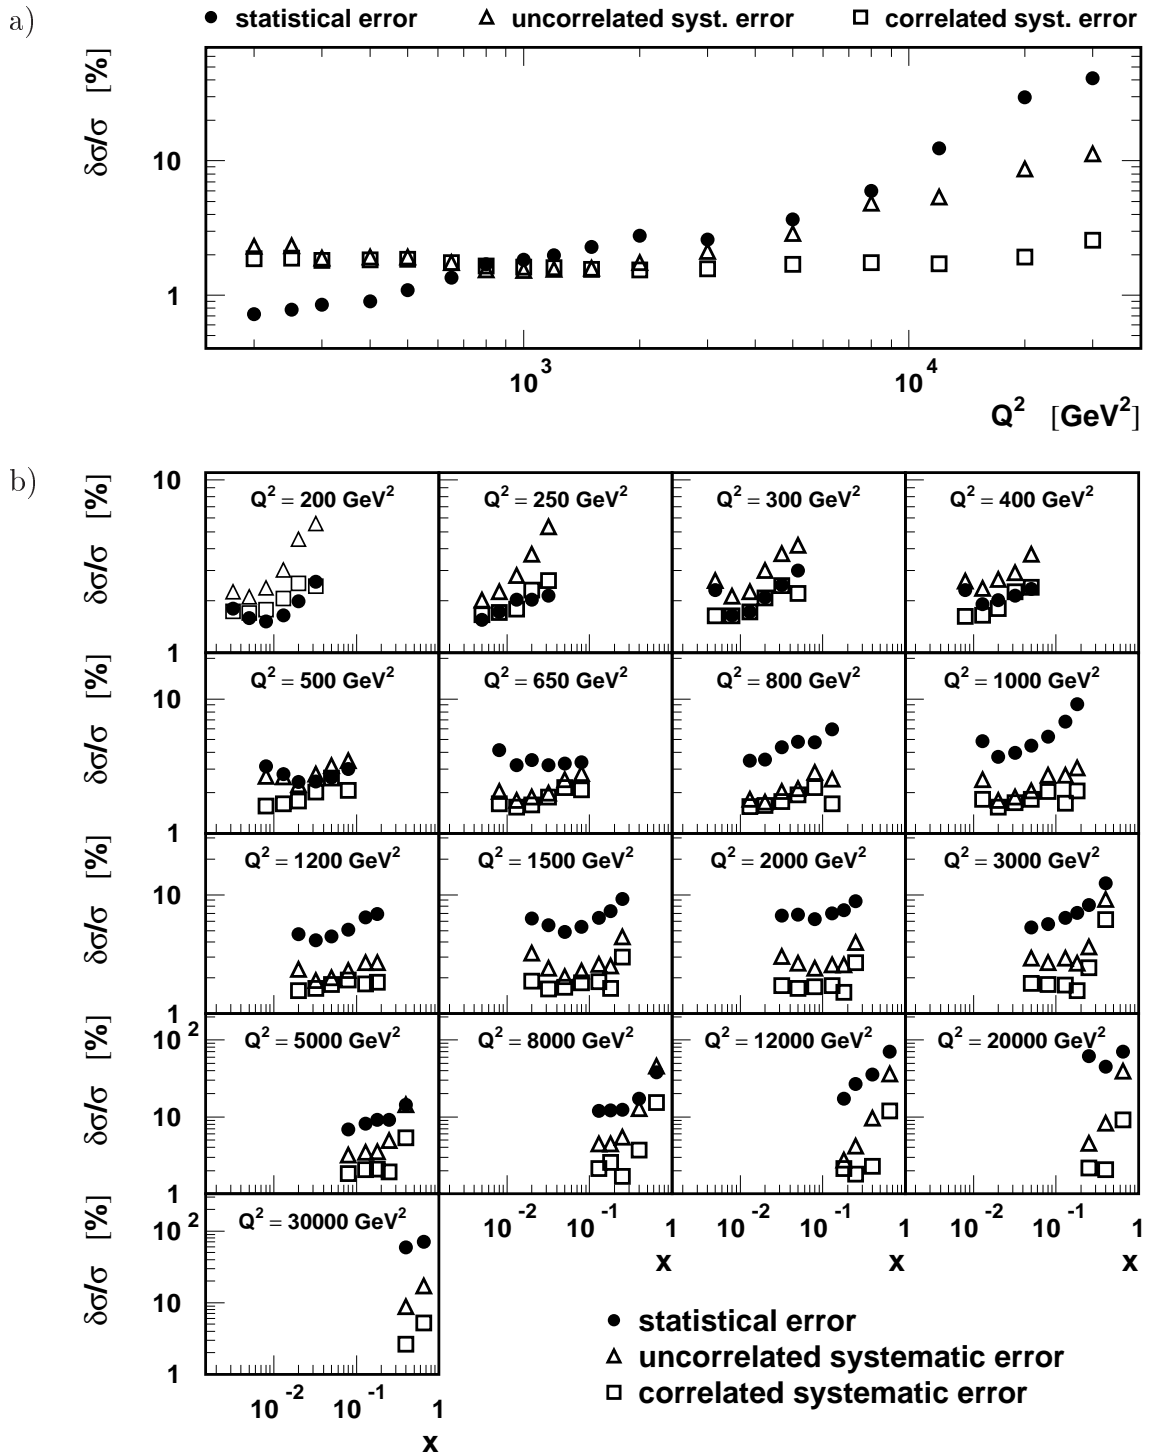 a)
statistical error uncorrelated syst. error correlated syst. error
δσ/σ [%]
10
1
10^3 10^4
Q^2 [GeV^2]
b)
δσ/σ [%]
10
1
Q^2 = 200 GeV^2 Q^2 = 250 GeV^2 Q^2 = 300 GeV^2 Q^2 = 400 GeV^2
δσ/σ [%]
10
1
Q^2 = 500 GeV^2 Q^2 = 650 GeV^2 Q^2 = 800 GeV^2 Q^2 = 1000 GeV^2
δσ/σ [%]
10
1
Q^2 = 1200 GeV^2 Q^2 = 1500 GeV^2 Q^2 = 2000 GeV^2 Q^2 = 3000 GeV^2
δσ/σ [%]
10^2
10
1
Q^2 = 5000 GeV^2 Q^2 = 8000 GeV^2 Q^2 = 12000 GeV^2 Q^2 = 20000 GeV^2
δσ/σ [%]
10^2
10
1
Q^2 = 30000 GeV^2
10^-2 10^-1 1 10^-2 10^-1 1 10^-2 10^-1 1
x x x
statistical error
uncorrelated systematic error
correlated systematic error
10^-2 10^-1 1
x